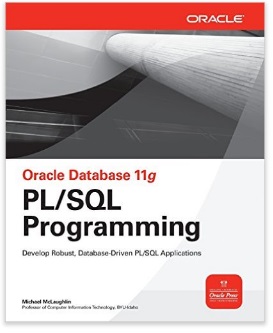 ORACLE
Oracle Database 11g
PL/SQL
Programming
Develop Robust, Database-Driven PL/SQL Applications
Michael McLaughlin
Professor of Computer Information Technology, BYU-Idaho
Oracle Press